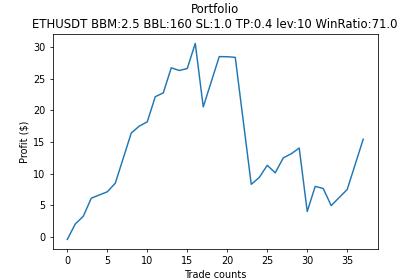 Portfolio
ETHUSDT BBM:2.5 BBL:160 SL:1.0 TP:0.4 lev:10 WinRatio:71.0
30
25
20
15
10
5
0
Profit ($)
0 5 10 15 20 25 30 35
Trade counts